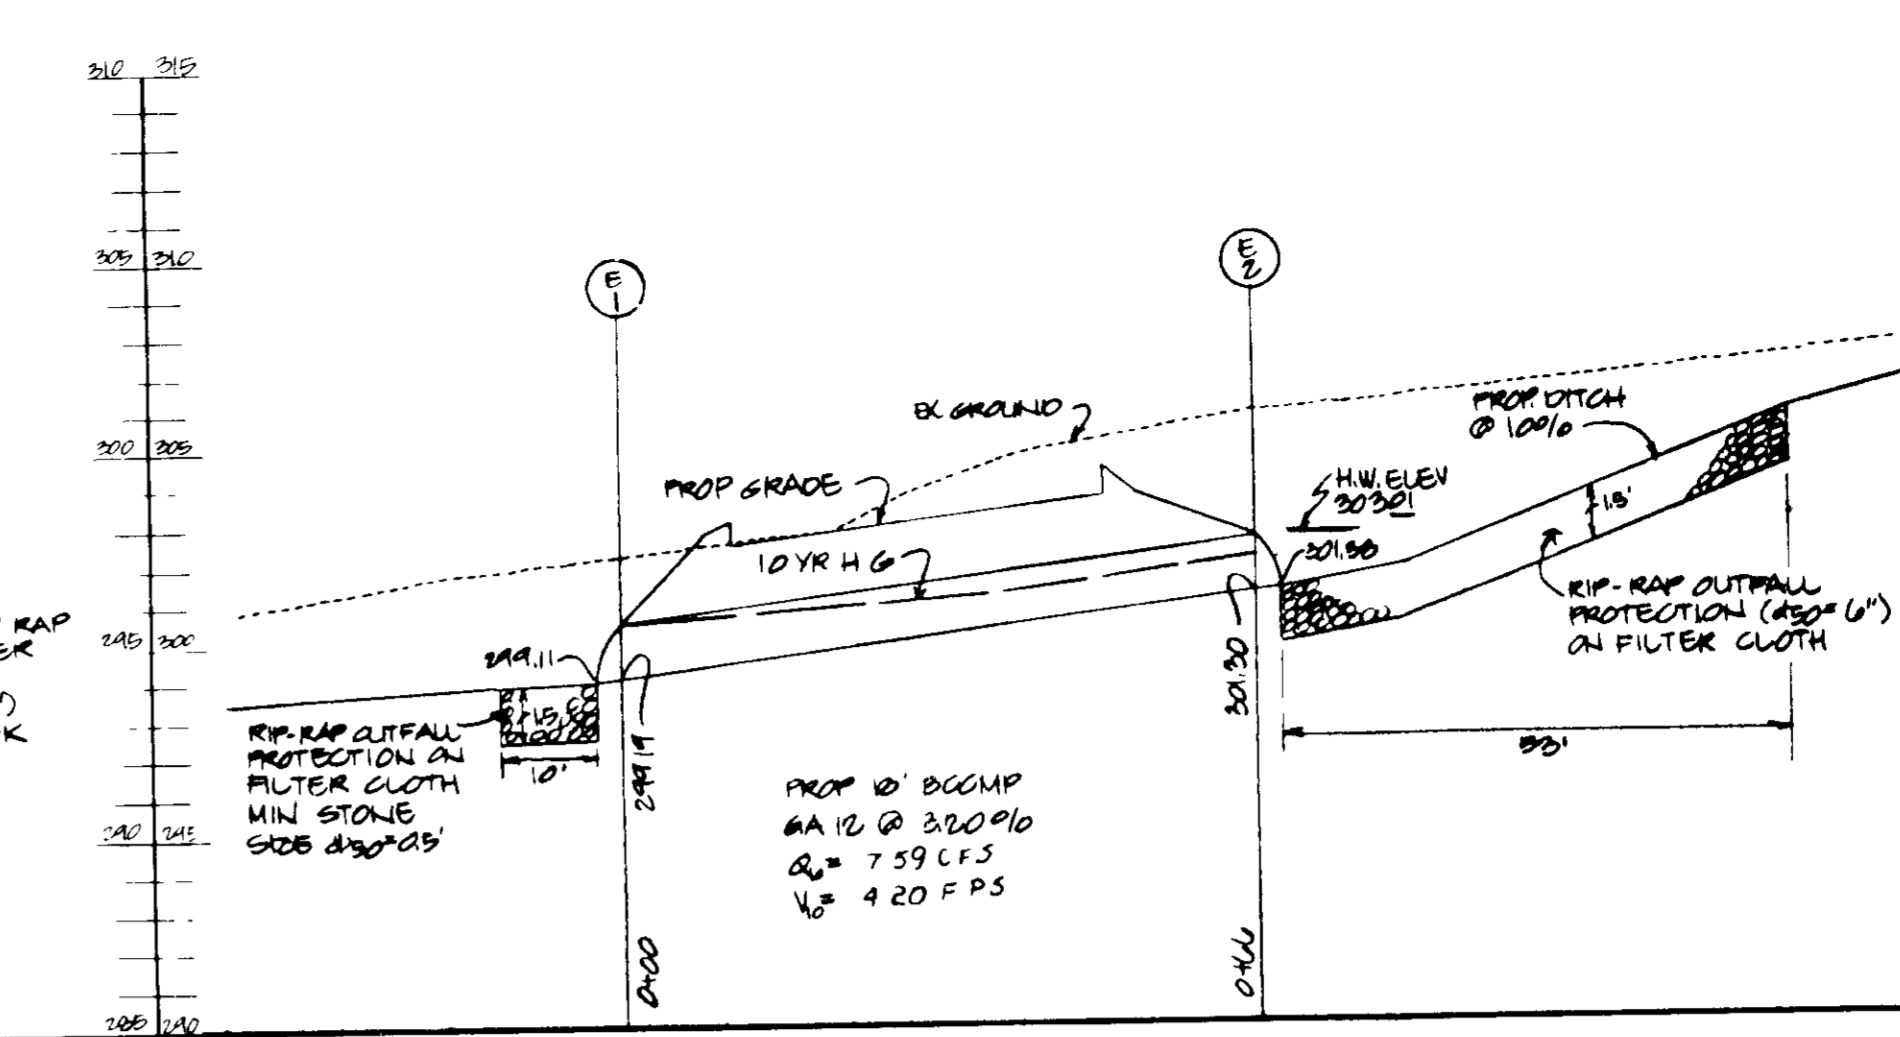 310 315
305 310
300 305
295 300
290 295
285 290
RAP
K
E
1
E
2
EX GROUND
PROP GRADE
10 YR H G
PROP. DITCH
@ 10%
H.W. ELEV
303 01
301.38
1.5'
RIP-RAP OUTFALL
PROTECTION (d50= 6")
ON FILTER CLOTH
299.11
1.5'
10'
RIP-RAP OUTFALL
PROTECTION ON
FILTER CLOTH
MIN STONE
SIZE d50=0.5'
299.19
301.30
53'
PROP 18" BCCMP
GA 12 @ 3.20%
Q10= 7 59 CFS
V10= 4 20 FPS
0+00
0+66